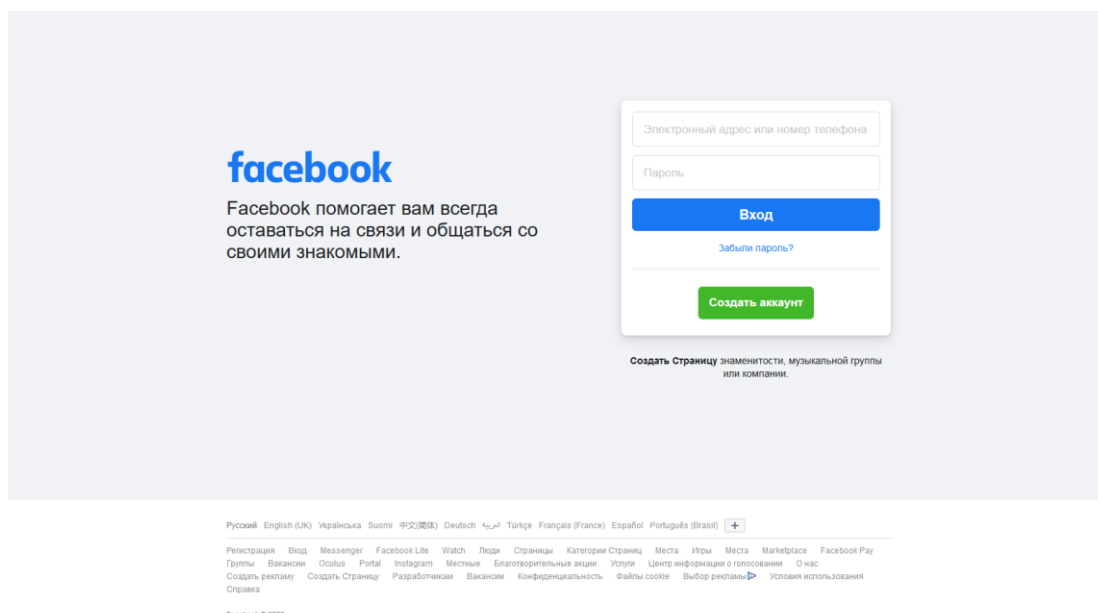 facebook
Facebook помогает вам всегда
оставаться на связи и общаться со
своими знакомыми.
Электронный адрес или номер телефона
Пароль
Вход
Забыли пароль?
Создать аккаунт
Создать Страницу знаменитости, музыкальной группы
или компании.
Русский English (UK) Українська Suomi 中文(简体) Deutsch العربية Türkçe Français (France) Español Português (Brasil) +
Регистрация Вход Messenger Facebook Lite Watch Люди Страницы Категории Страниц Места Игры Места Marketplace Facebook Pay
Группы Вакансии Oculus Portal Instagram Местные Благотворительные акции Услуги Центр информации о голосовании О нас
Создать рекламу Создать Страницу Разработчикам Вакансии Конфиденциальность Файлы cookie Выбор рекламы Условия использования
Справка